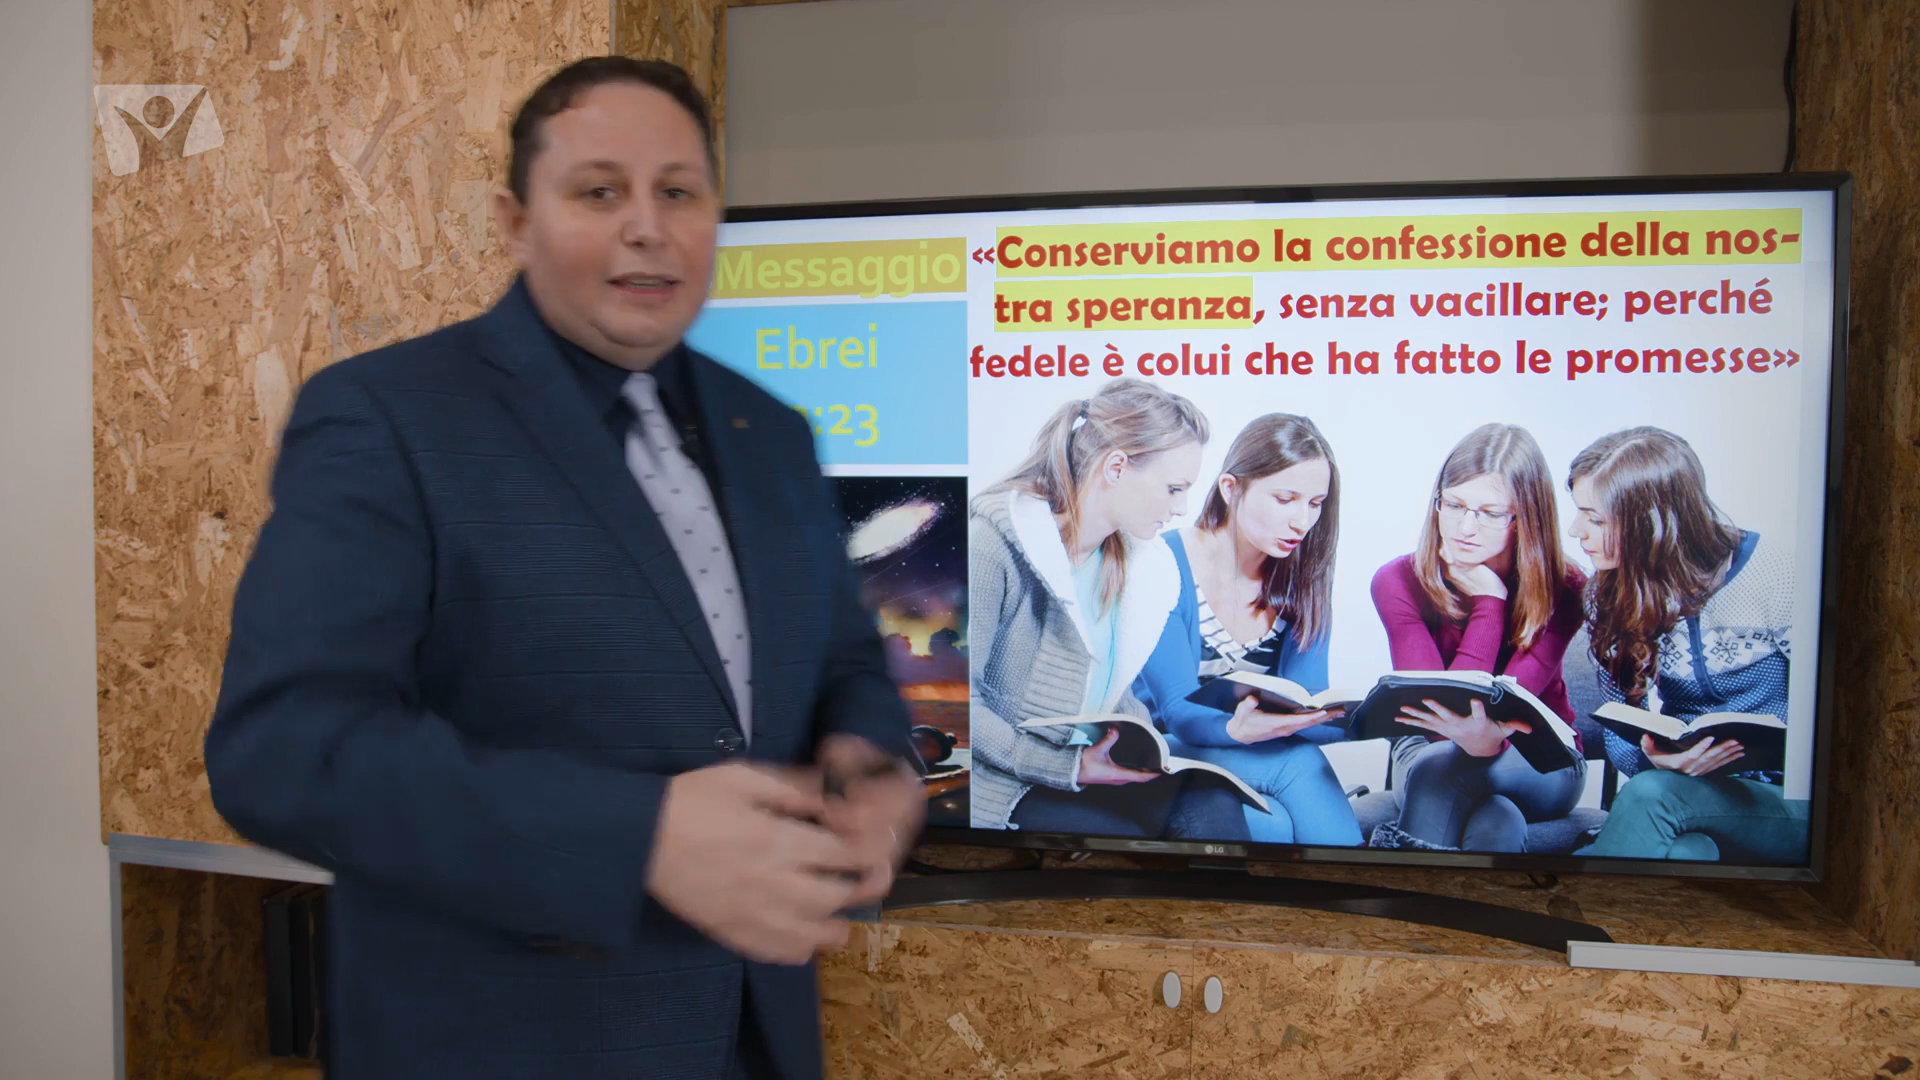 Messaggio
Ebrei
:23
«Conserviamo la confessione della nos-
tra speranza, senza vacillare; perché
fedele è colui che ha fatto le promesse»
LG